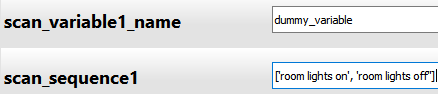 scan_variable1_name dummy_variable
scan_sequence1 ['room lights on', 'room lights off']